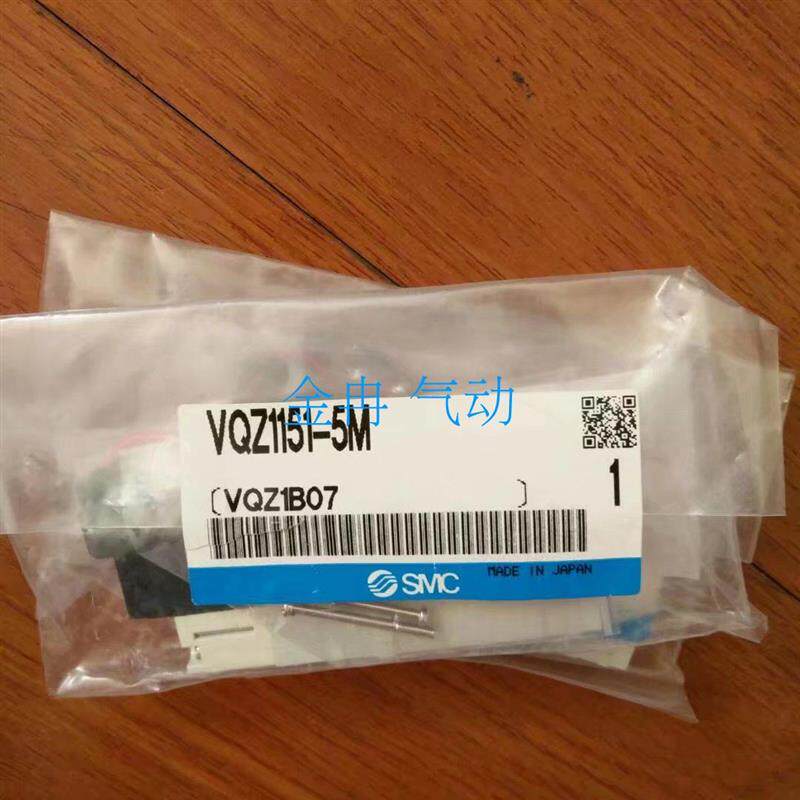 金冉 气动
VQZ1151-5M
[VQZ1B07 ]
1
SMC
MADE IN JAPAN